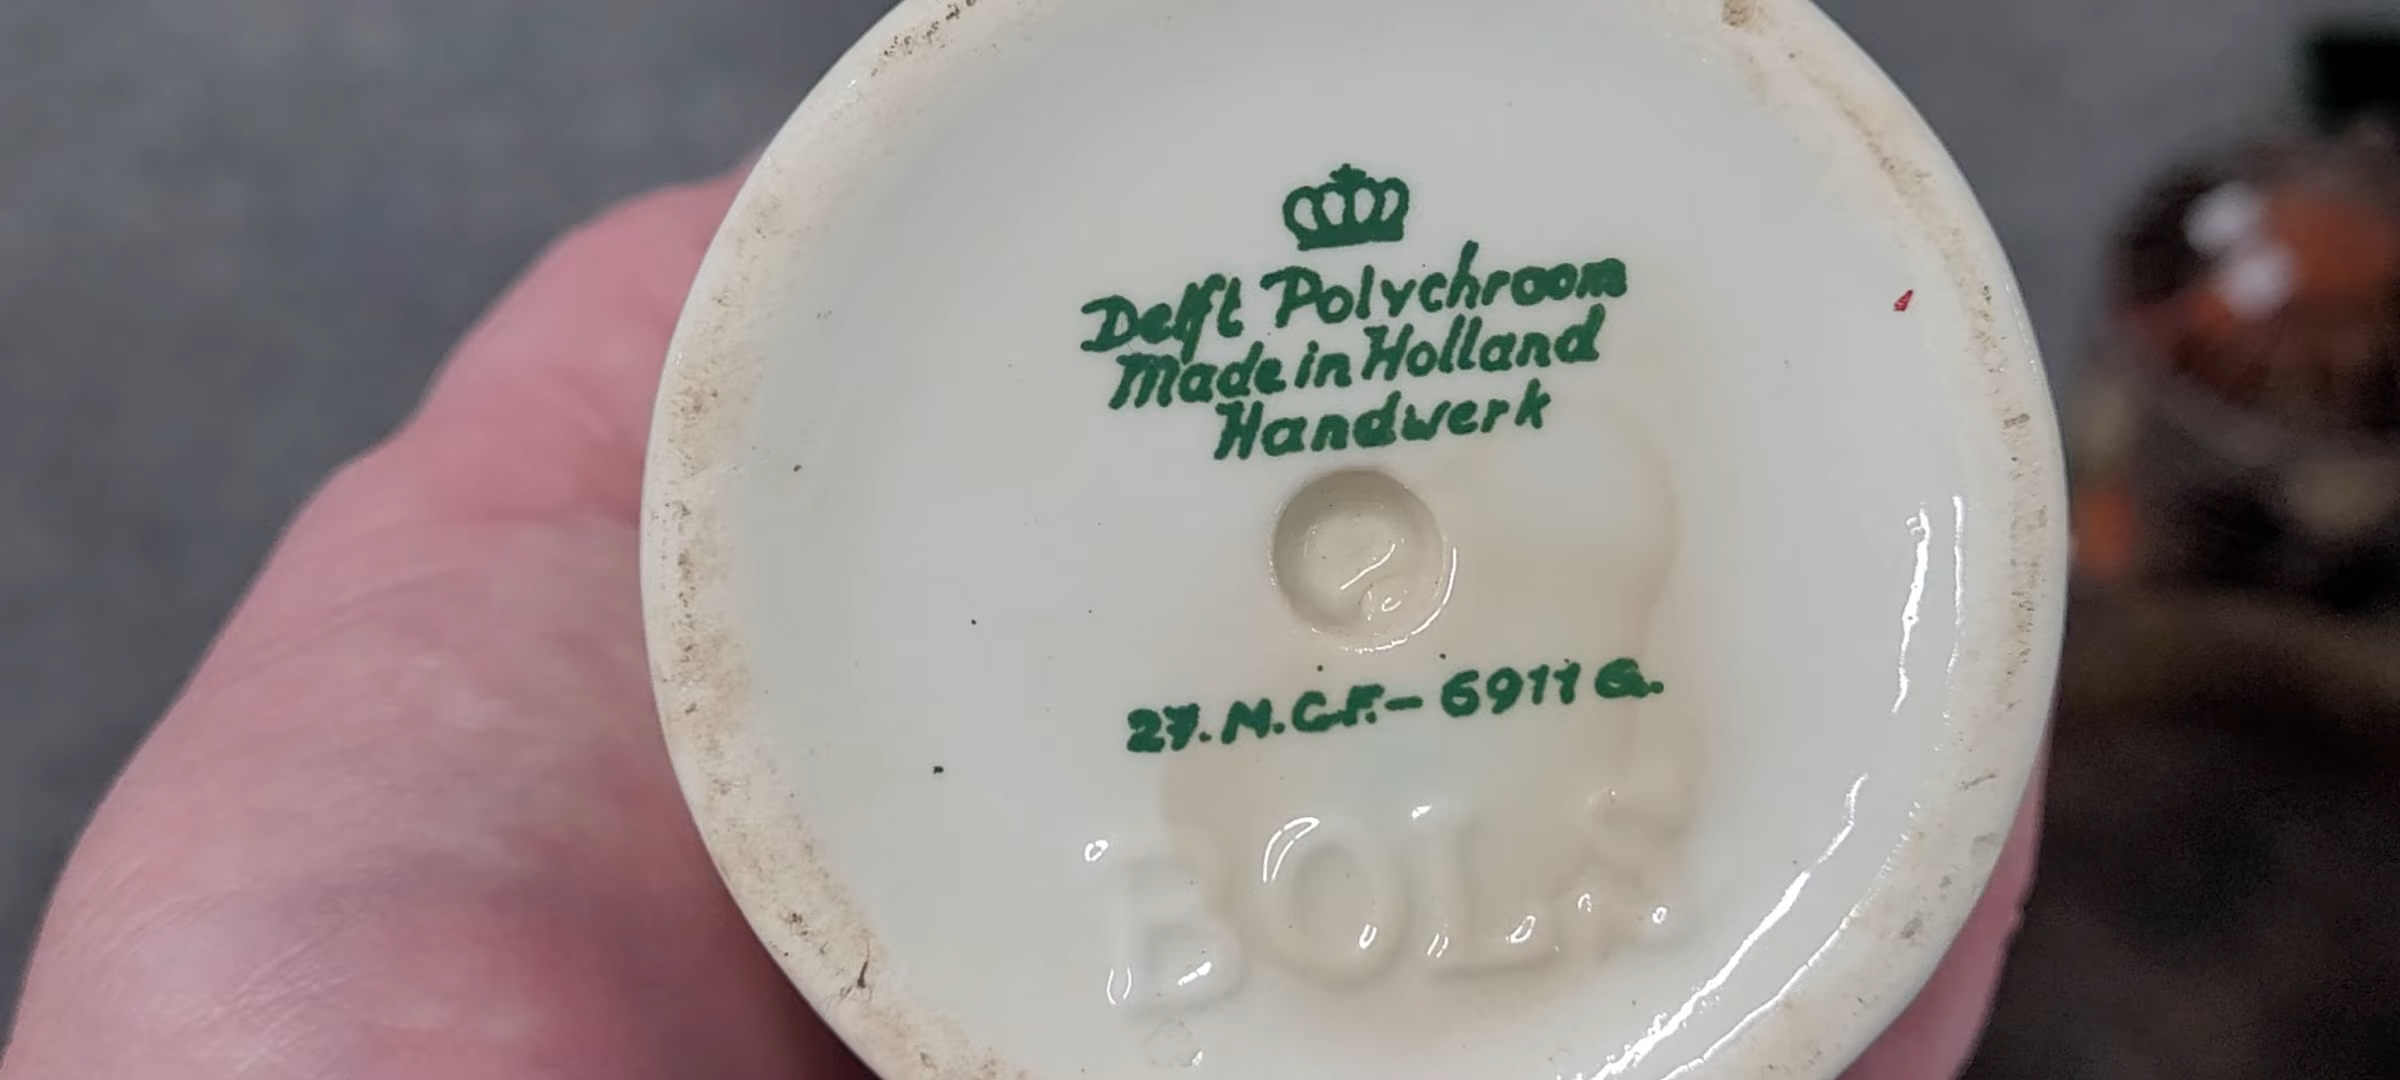 Delft Polychroom
Made in Holland
Handwerk
27.M.C.F.- 6911 G.
BOLS